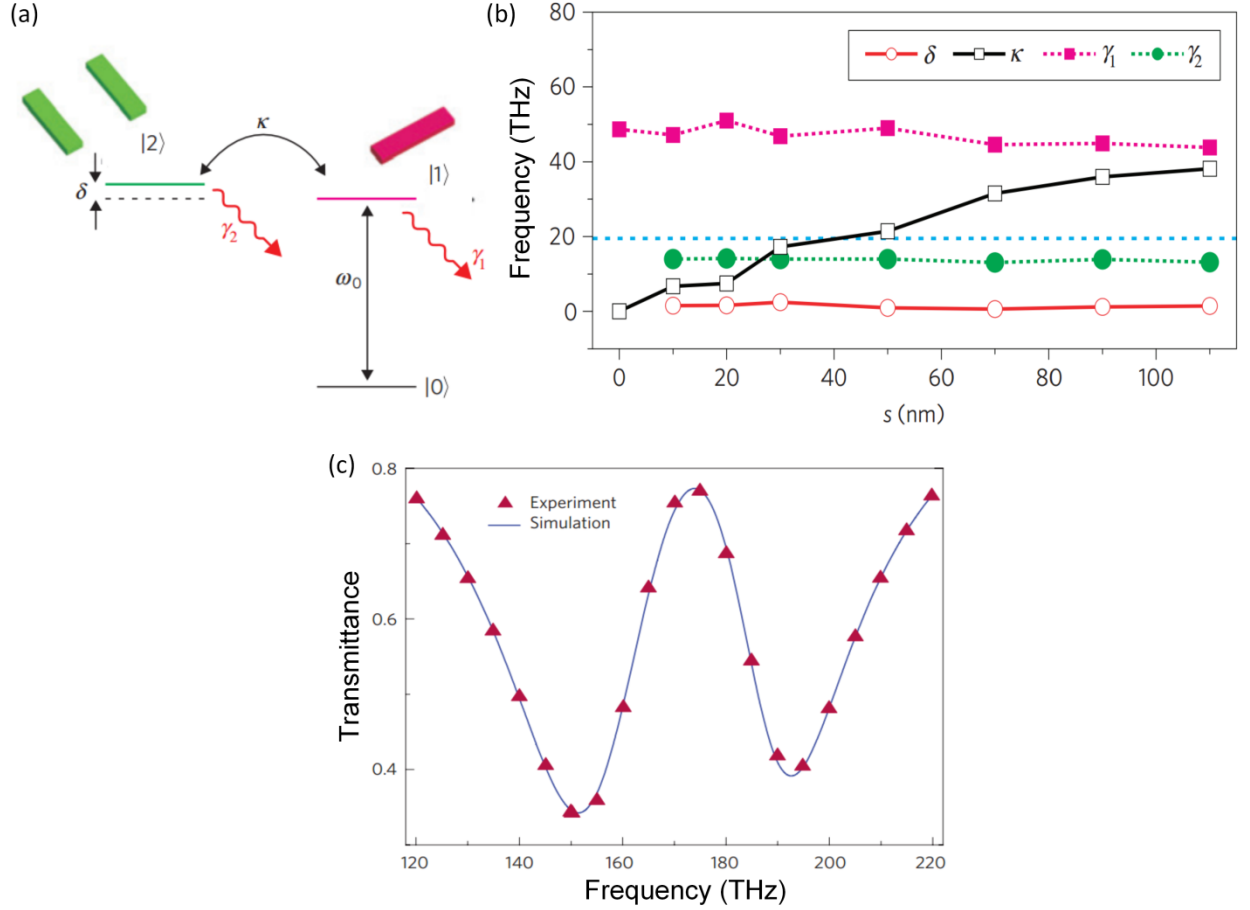 (a)
|2⟩
κ
|1⟩
δ
γ₂
γ₁
ω₀
|0⟩
(b)
80
60
40
20
0
Frequency (THz)
δ κ γ₁ γ₂
0 20 40 60 80 100
s (nm)
(c)
0.8
0.6
0.4
Transmittance
Experiment
Simulation
120 140 160 180 200 220
Frequency (THz)